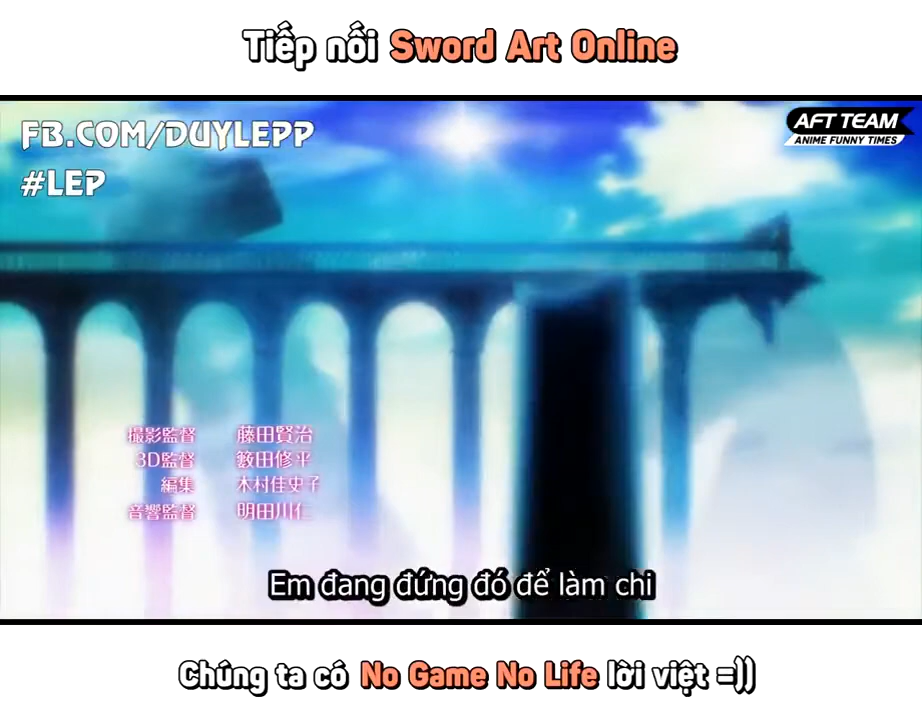 Tiếp nối Sword Art Online
FB.COM/DUYLEPP
#LEP
AFT TEAM
ANIME FUNNY TIMES
撮影監督 藤田賢治
3D監督 籔田修平
編集 木村佳史子
音響監督 明田川仁
Em đang đứng đó để làm chi
Chúng ta có No Game No Life lời việt =))